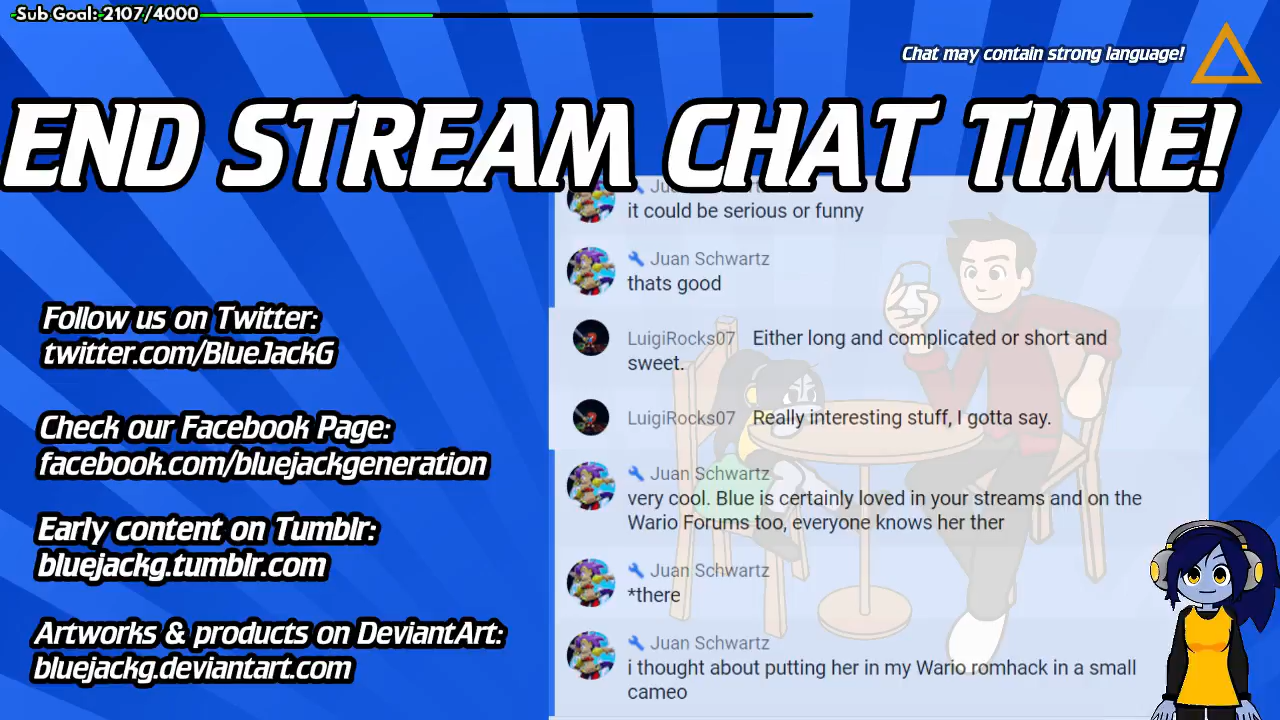 Sub Goal: 2107/4000
Chat may contain strong language!
END STREAM CHAT TIME!
it could be serious or funny
Juan Schwartz
thats good
LuigiRocks07 Either long and complicated or short and
sweet.
LuigiRocks07 Really interesting stuff, I gotta say.
Juan Schwartz
very cool. Blue is certainly loved in your streams and on the
Wario Forums too, everyone knows her ther
Juan Schwartz
*there
Juan Schwartz
i thought about putting her in my Wario romhack in a small
cameo
Follow us on Twitter:
twitter.com/BlueJackG
Check our Facebook Page:
facebook.com/bluejackgeneration
Early content on Tumblr:
bluejackg.tumblr.com
Artworks & products on DeviantArt:
bluejackg.deviantart.com